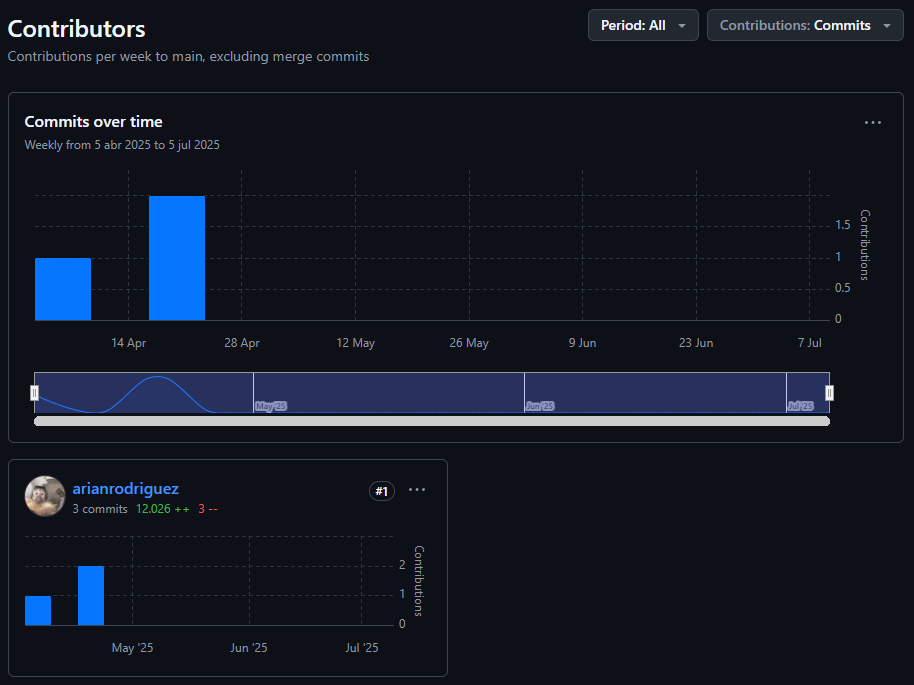 Contributors
Period: All
Contributions: Commits
Contributions per week to main, excluding merge commits
Commits over time
Weekly from 5 abr 2025 to 5 jul 2025
1.5
1
0.5
0
Contributions
14 Apr 28 Apr 12 May 26 May 9 Jun 23 Jun 7 Jul
May '25 Jun '25 Jul '25
arianrodriguez
#1
3 commits 12.026 ++ 3 --
2
1
0
Contributions
May '25 Jun '25 Jul '25